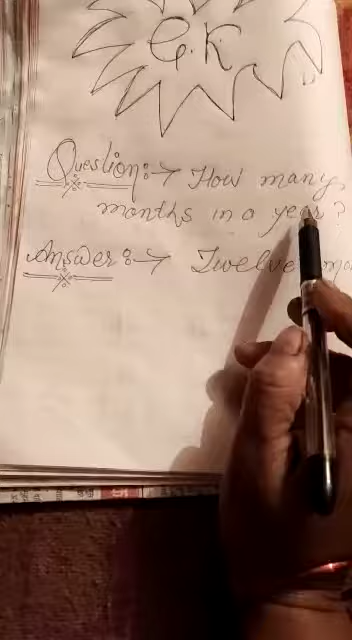 G.K
Question:→ How many
months in a year?
Answer:→ Twelve